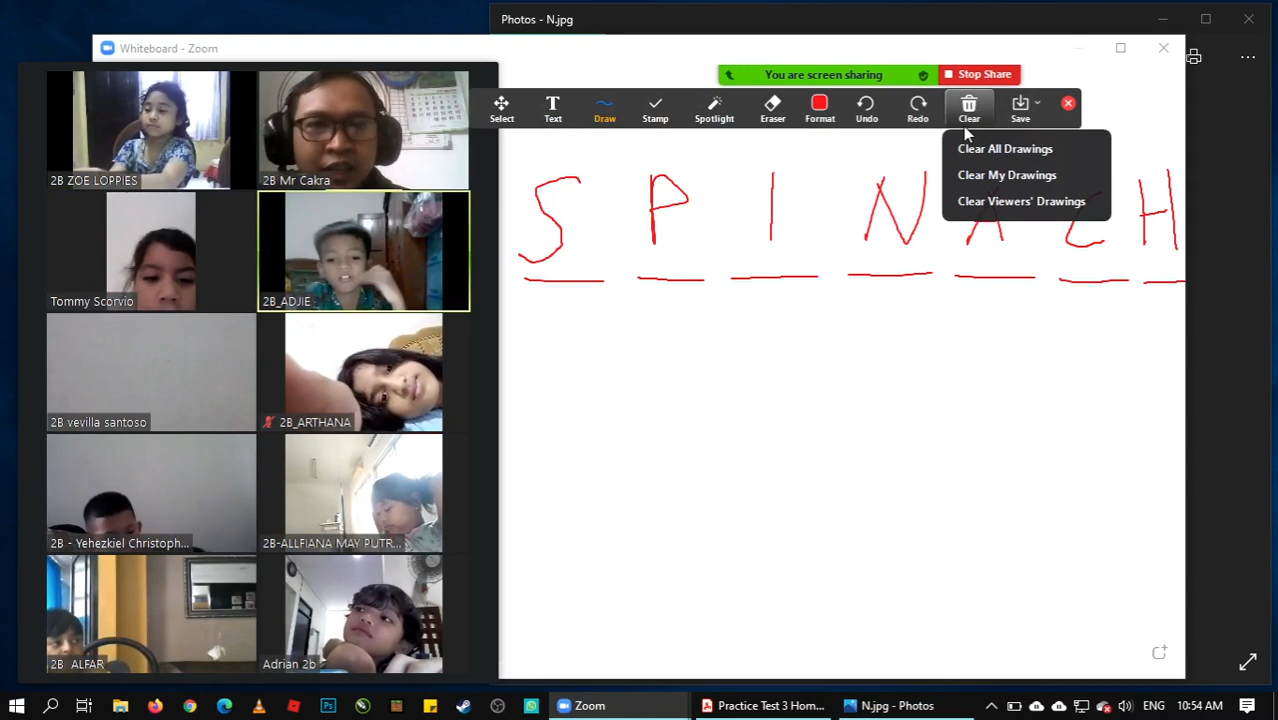 Photos - N.jpg
Whiteboard - Zoom
You are screen sharing
Stop Share
Select
Text
Draw
Stamp
Spotlight
Eraser
Format
Undo
Redo
Clear
Save
Clear All Drawings
Clear My Drawings
Clear Viewers' Drawings
S P I N A C H
2B ZOE LOPPIES
2B Mr Cakra
Tommy Scorvio
2B_ADJIE
2B vevilla santoso
2B_ARTHANA
2B - Yehezkiel Christoph...
2B-ALLFIANA MAY PUTR...
2B_ALFAR
Adrian 2b
Ps
Zoom
Practice Test 3 Hom...
N.jpg - Photos
ENG
10:54 AM